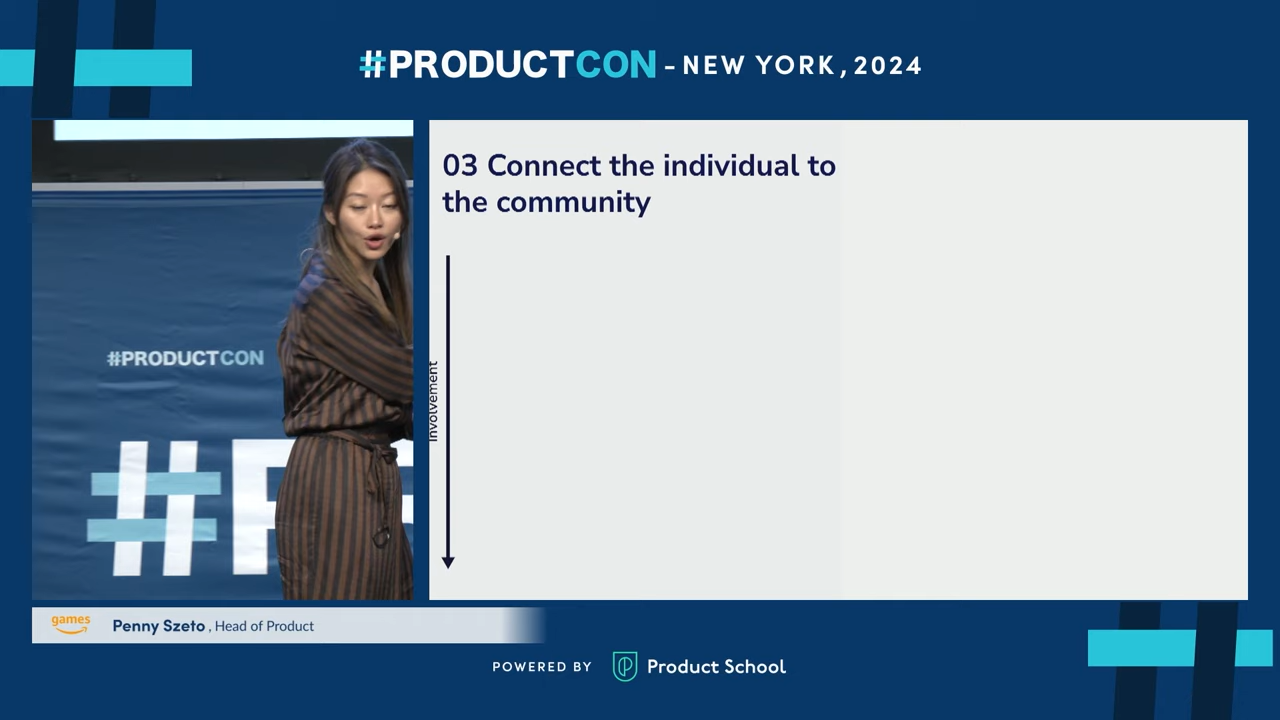 #PRODUCTCON - NEW YORK, 2024
03 Connect the individual to
the community
Involvement
#PRODUCTCON
games
Penny Szeto, Head of Product
POWERED BY Product School